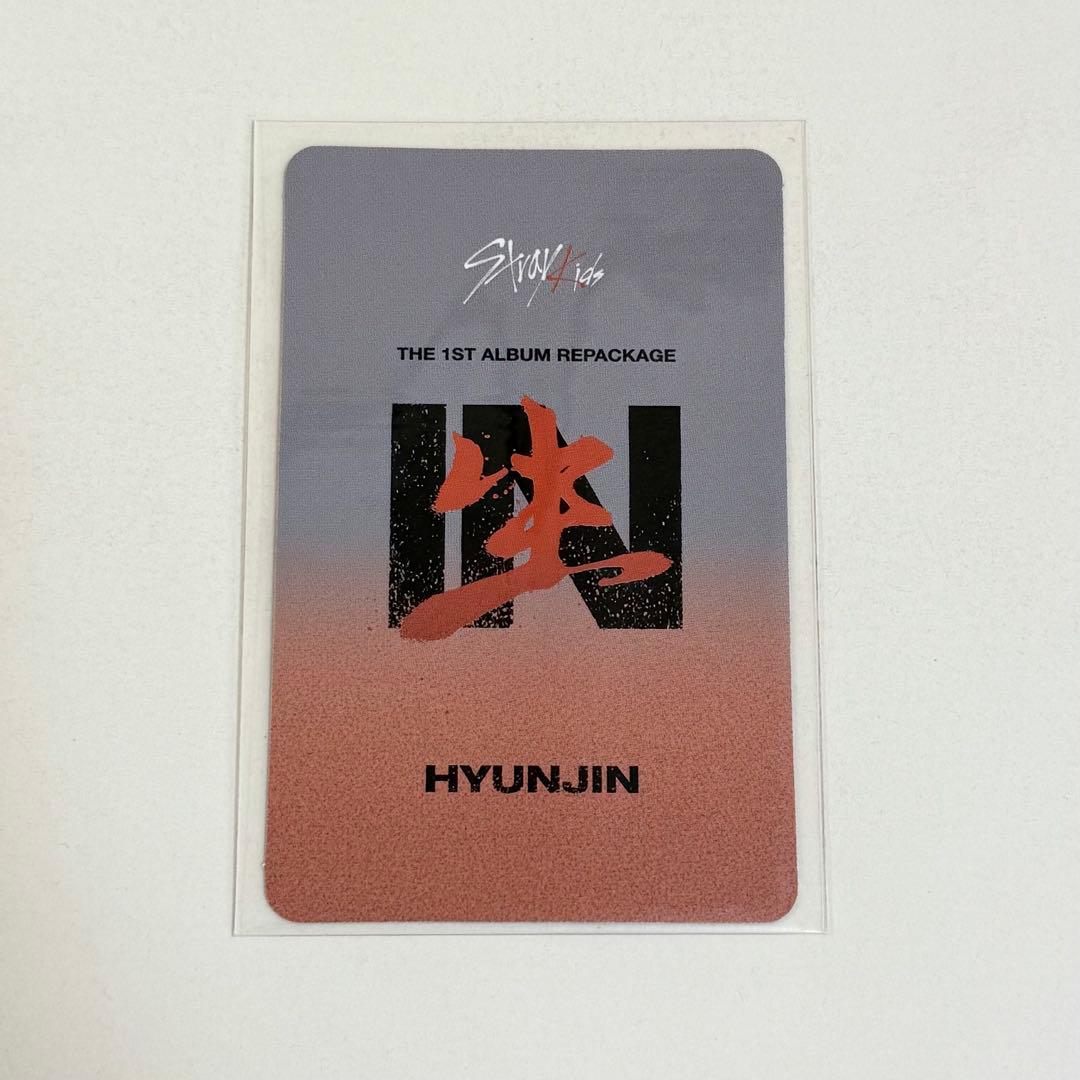 Stray Kids
THE 1ST ALBUM REPACKAGE
IN生
HYUNJIN